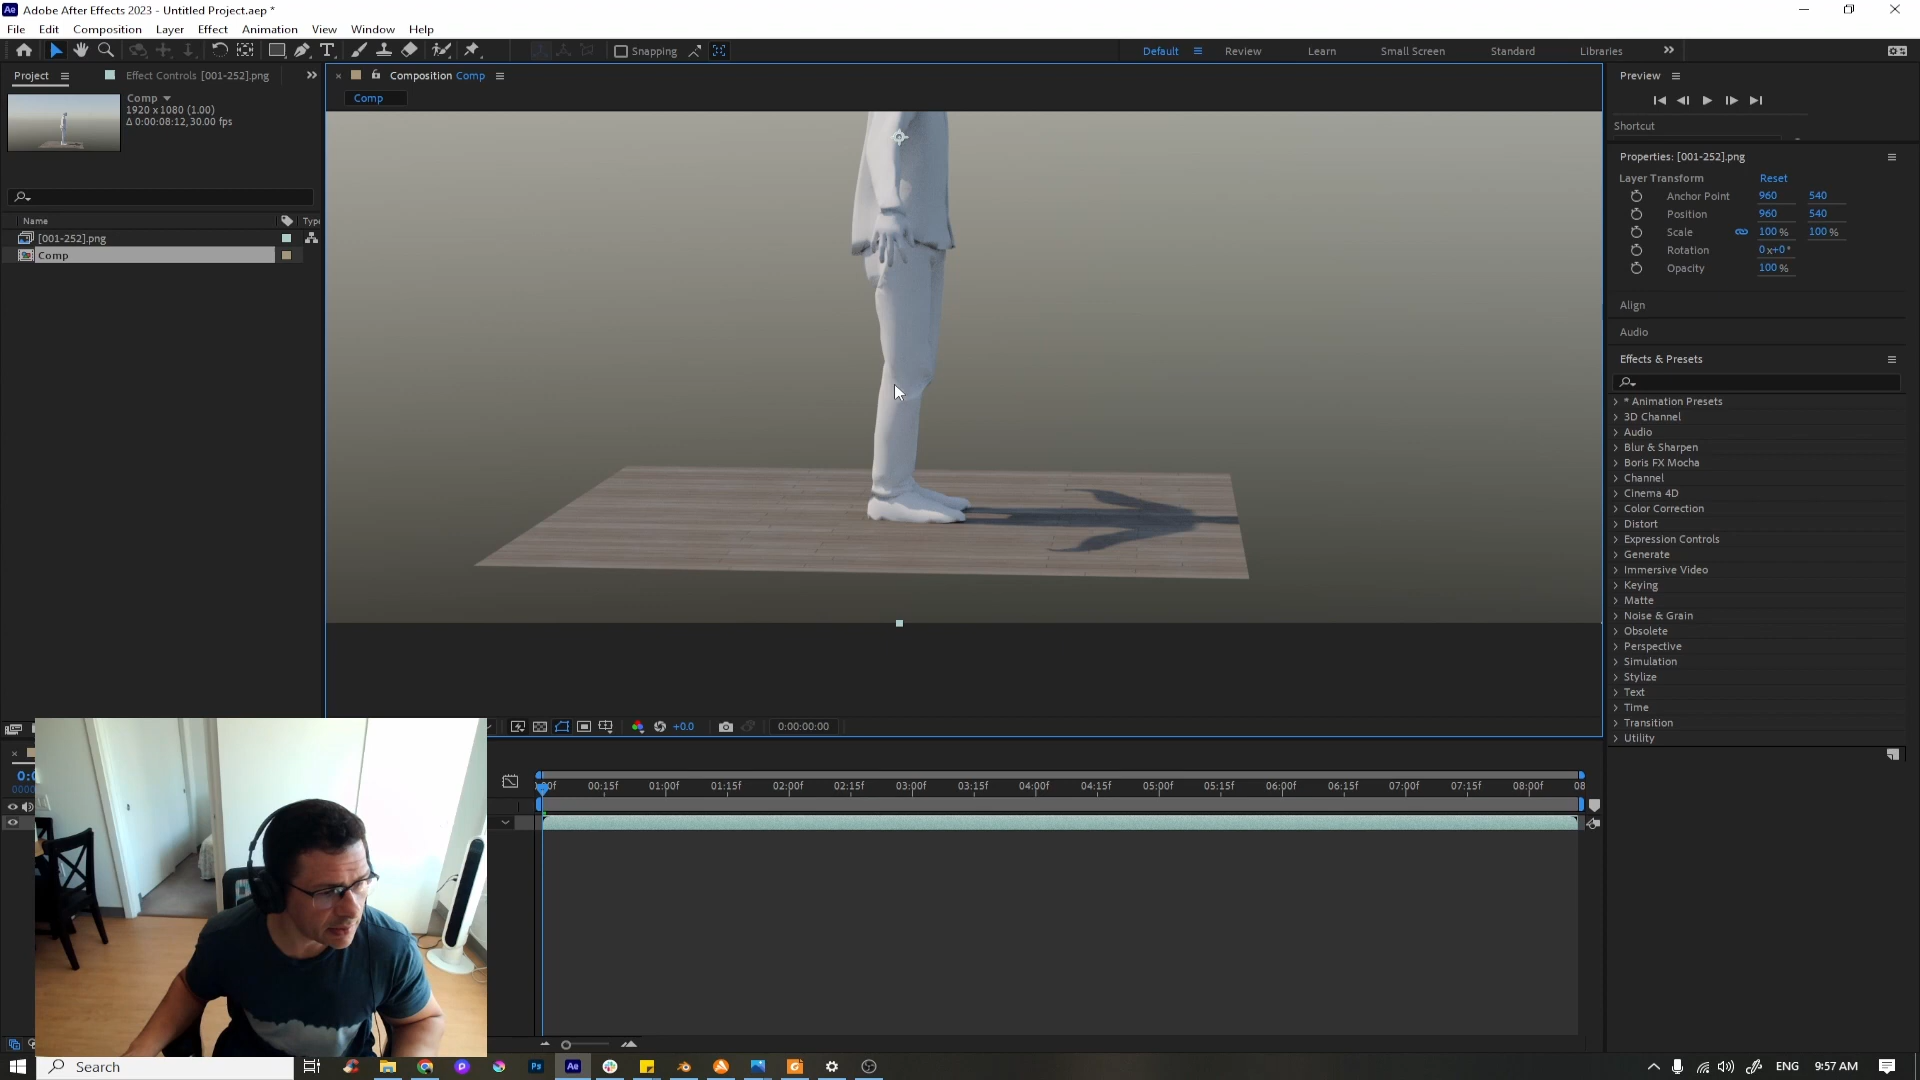 Adobe After Effects 2023 - Untitled Project.aep *
File Edit Composition Layer Effect Animation View Window Help
Snapping
Default Review Learn Small Screen Standard Libraries
Project Effect Controls [001-252].png
Comp
1920 x 1080 (1.00)
Δ 0:00:08:12, 30.00 fps
Name Type
[001-252].png
Comp
Composition Comp
Comp
+0.0 0:00:00:00
Preview
Shortcut
Properties: [001-252].png
Layer Transform Reset
Anchor Point 960 540
Position 960 540
Scale 100 % 100 %
Rotation 0 x+0 °
Opacity 100 %
Align
Audio
Effects & Presets
* Animation Presets
3D Channel
Audio
Blur & Sharpen
Boris FX Mocha
Channel
Cinema 4D
Color Correction
Distort
Expression Controls
Generate
Immersive Video
Keying
Matte
Noise & Grain
Obsolete
Perspective
Simulation
Stylize
Text
Time
Transition
Utility
00:15f 01:00f 01:15f 02:00f 02:15f 03:00f 03:15f 04:00f 04:15f 05:00f 05:15f 06:00f 06:15f 07:00f 07:15f 08:00f 08
Search
Ps Ae
ENG 9:57 AM